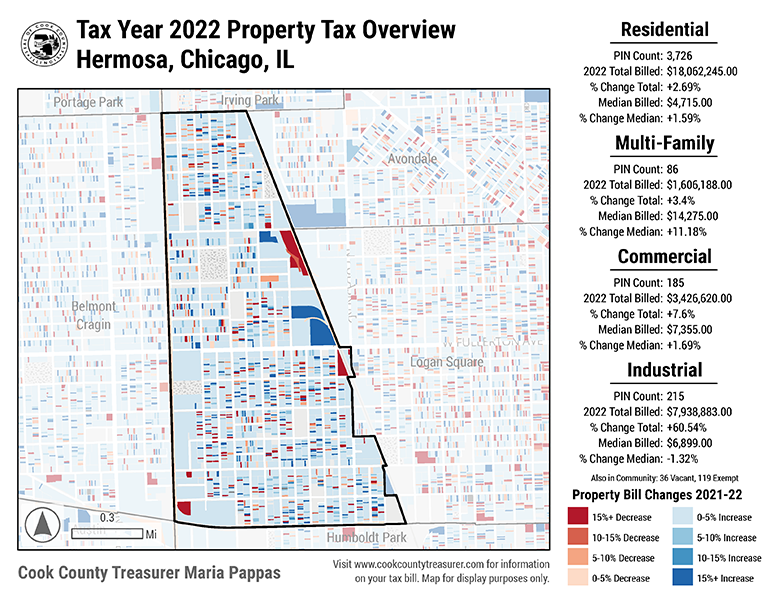 Tax Year 2022 Property Tax Overview
Hermosa, Chicago, IL
Portage Park
Irving Park
Avondale
Belmont
Cragin
FULLERTON AVE
Logan Square
Humboldt Park
0.3
Mi
Cook County Treasurer Maria Pappas
Visit www.cookcountytreasurer.com for information
on your tax bill. Map for display purposes only.
Residential
PIN Count: 3,726
2022 Total Billed: $18,062,245.00
% Change Total: +2.69%
Median Billed: $4,715.00
% Change Median: +1.59%
Multi-Family
PIN Count: 86
2022 Total Billed: $1,606,188.00
% Change Total: +3.4%
Median Billed: $14,275.00
% Change Median: +11.18%
Commercial
PIN Count: 185
2022 Total Billed: $3,426,620.00
% Change Total: +7.6%
Median Billed: $7,355.00
% Change Median: +1.69%
Industrial
PIN Count: 215
2022 Total Billed: $7,938,883.00
% Change Total: +60.54%
Median Billed: $6,899.00
% Change Median: -1.32%
Also in Community: 36 Vacant, 119 Exempt
Property Bill Changes 2021-22
15%+ Decrease
10-15% Decrease
5-10% Decrease
0-5% Decrease
0-5% Increase
5-10% Increase
10-15% Increase
15%+ Increase